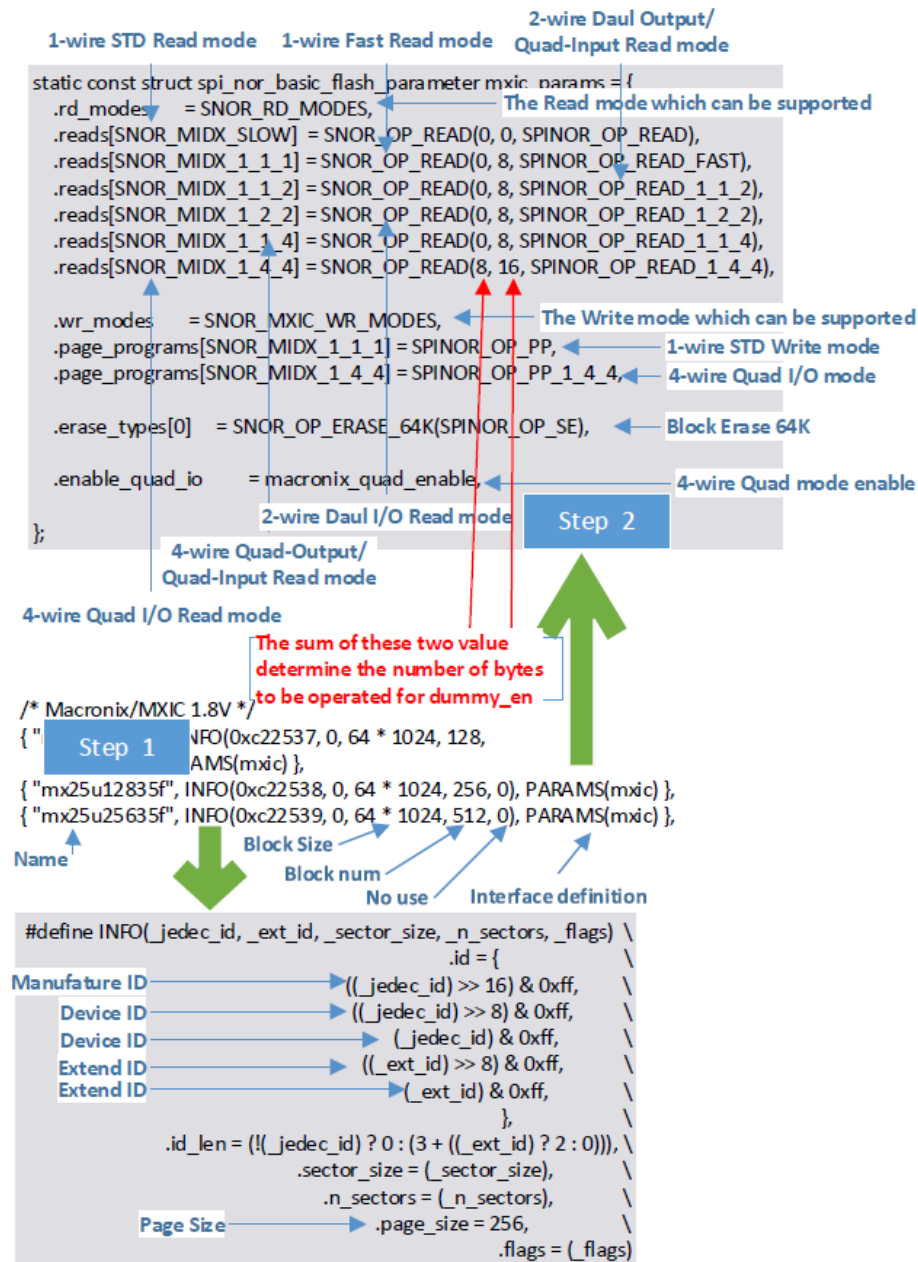 2-wire Daul Output/
Quad-Input Read mode
1-wire STD Read mode
1-wire Fast Read mode
static const struct spi_nor_basic_flash_parameter mxic_params = {
.rd_modes = SNOR_RD_MODES,
The Read mode which can be supported
.reads[SNOR_MIDX_SLOW] = SNOR_OP_READ(0, 0, SPINOR_OP_READ),
.reads[SNOR_MIDX_1_1_1] = SNOR_OP_READ(0, 8, SPINOR_OP_READ_FAST),
.reads[SNOR_MIDX_1_1_2] = SNOR_OP_READ(0, 8, SPINOR_OP_READ_1_1_2),
.reads[SNOR_MIDX_1_2_2] = SNOR_OP_READ(0, 8, SPINOR_OP_READ_1_2_2),
.reads[SNOR_MIDX_1_1_4] = SNOR_OP_READ(0, 8, SPINOR_OP_READ_1_1_4),
.reads[SNOR_MIDX_1_4_4] = SNOR_OP_READ(8, 16, SPINOR_OP_READ_1_4_4),
.wr_modes = SNOR_MXIC_WR_MODES,
The Write mode which can be supported
.page_programs[SNOR_MIDX_1_1_1] = SPINOR_OP_PP,
1-wire STD Write mode
.page_programs[SNOR_MIDX_1_4_4] = SPINOR_OP_PP_1_4_4,
4-wire Quad I/O mode
.erase_types[0] = SNOR_OP_ERASE_64K(SPINOR_OP_SE),
Block Erase 64K
.enable_quad_io = macronix_quad_enable,
4-wire Quad mode enable
2-wire Daul I/O Read mode
Step 2
};
4-wire Quad-Output/
Quad-Input Read mode
4-wire Quad I/O Read mode
The sum of these two value
determine the number of bytes
to be operated for dummy_en
/* Macronix/MXIC 1.8V */
{ "
Step 1
NFO(0xc22537, 0, 64 * 1024, 128,
AMS(mxic) },
{ "mx25u12835f", INFO(0xc22538, 0, 64 * 1024, 256, 0), PARAMS(mxic) },
{ "mx25u25635f", INFO(0xc22539, 0, 64 * 1024, 512, 0), PARAMS(mxic) },
Name
Block Size
Block num
No use
Interface definition
#define INFO(_jedec_id, _ext_id, _sector_size, _n_sectors, _flags) \
.id = { \
Manufature ID
((_jedec_id) >> 16) & 0xff, \
Device ID
((_jedec_id) >> 8) & 0xff, \
Device ID
(_jedec_id) & 0xff, \
Extend ID
((_ext_id) >> 8) & 0xff, \
Extend ID
(_ext_id) & 0xff, \
}, \
.id_len = (!(_jedec_id) ? 0 : (3 + ((_ext_id) ? 2 : 0))), \
.sector_size = (_sector_size), \
.n_sectors = (_n_sectors), \
Page Size
.page_size = 256, \
.flags = (_flags)